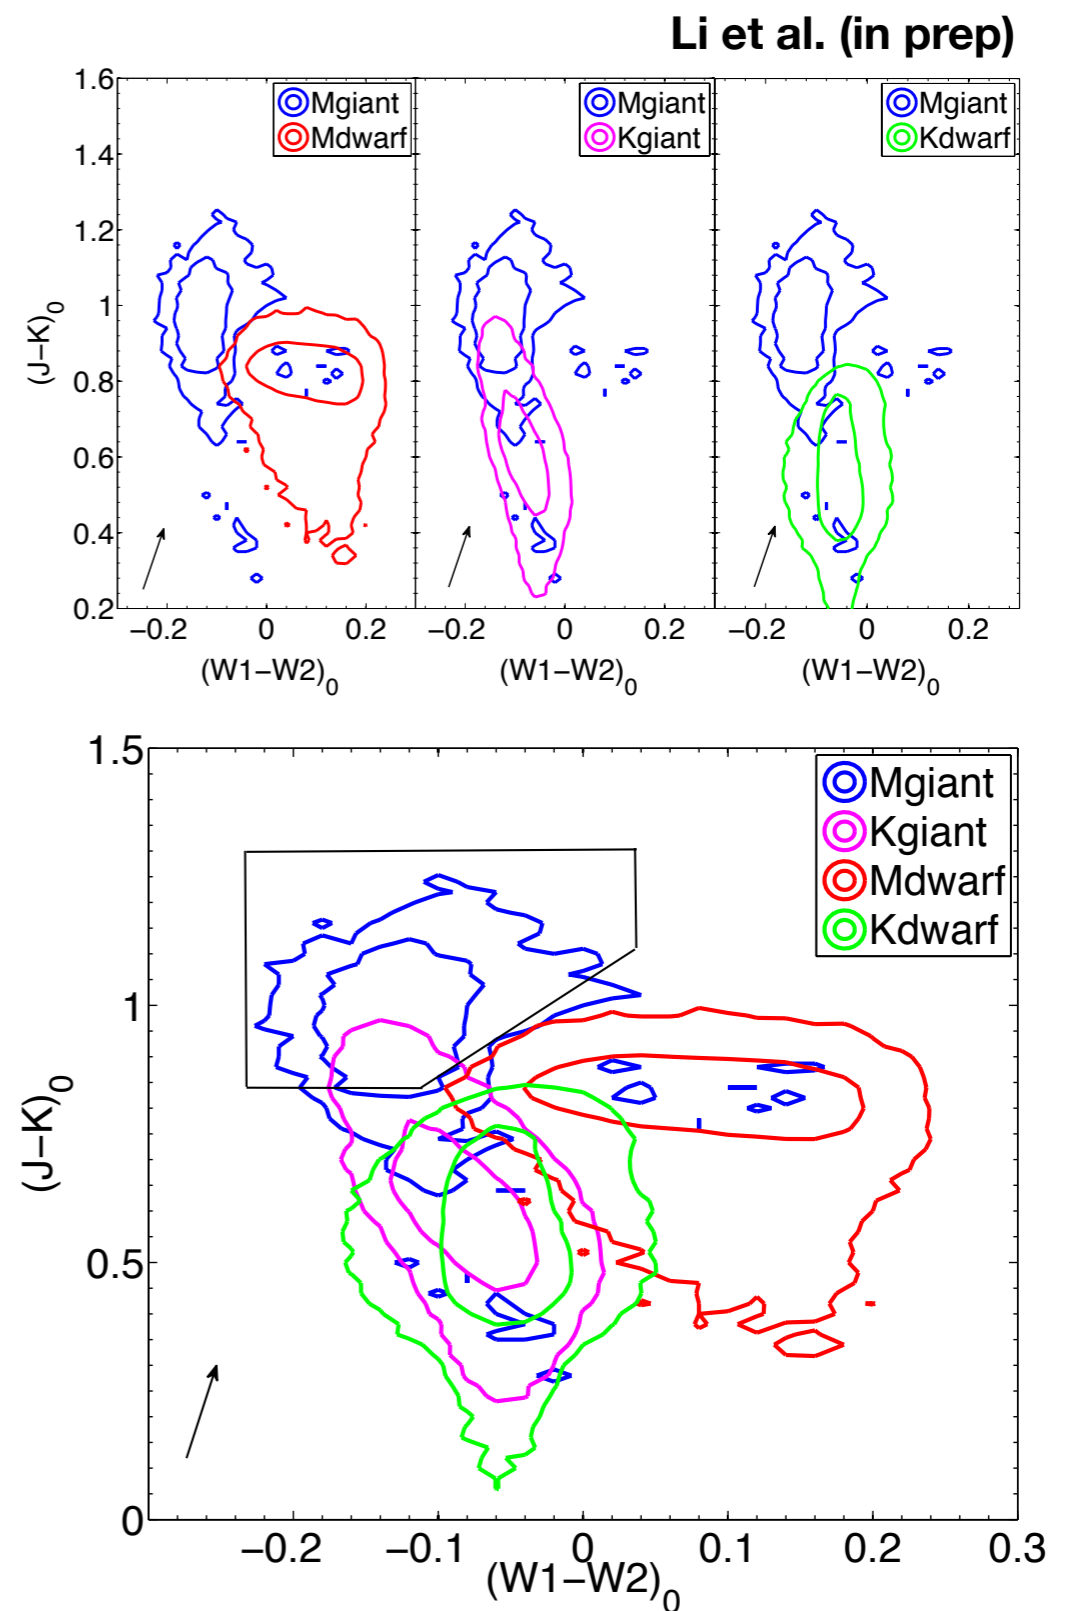 Li et al. (in prep)
1.6
1.4
1.2
1
0.8
0.6
0.4
0.2
(J−K)0
Mgiant
Mdwarf
Mgiant
Kgiant
Mgiant
Kdwarf
−0.2 0 0.2
−0.2 0 0.2
−0.2 0 0.2
(W1−W2)0
(W1−W2)0
(W1−W2)0
1.5
1
0.5
0
(J−K)0
Mgiant
Kgiant
Mdwarf
Kdwarf
−0.2 −0.1 0 0.1 0.2 0.3
(W1−W2)0